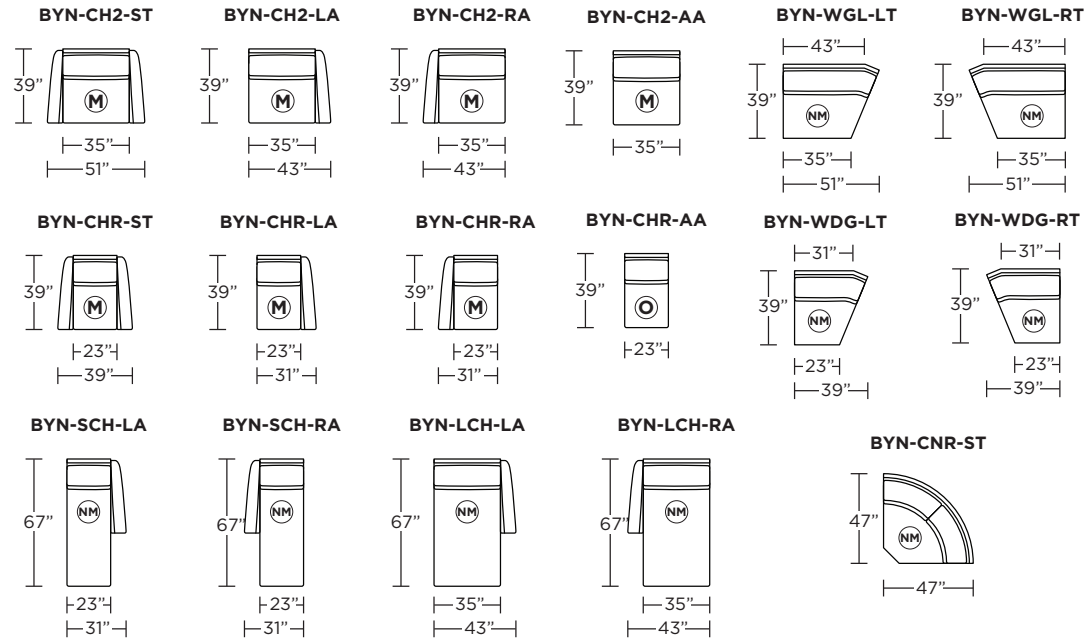 BYN-CH2-ST BYN-CH2-LA BYN-CH2-RA BYN-CH2-AA BYN-WGL-LT BYN-WGL-RT
43” 43”
39” 39” 39” 39” 39” 39”
M M M M NM NM
35” 35” 35” 35” 35” 35”
51” 43” 43” 51” 51”
BYN-CHR-ST BYN-CHR-LA BYN-CHR-RA BYN-CHR-AA BYN-WDG-LT BYN-WDG-RT
31” 31”
39” 39” 39” 39” 39” 39”
M M M O NM NM
23” 23” 23” 23” 23” 23”
39” 31” 31” 39” 39”
BYN-SCH-LA BYN-SCH-RA BYN-LCH-LA BYN-LCH-RA BYN-CNR-ST
NM NM NM NM
67” 67” 67” 67” 47”
NM
47”
23” 23” 35” 35”
31” 31” 43” 43”